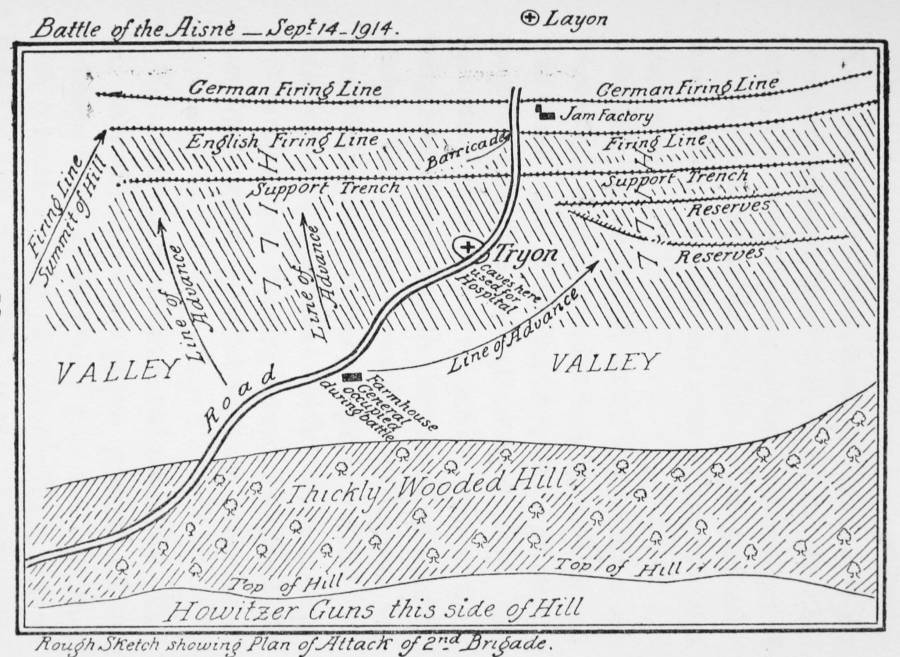 Battle of the Aisne _ Sept. 14_1914.
Layon
German Firing Line
German Firing Line
Jam Factory
English Firing Line
Barricade
Firing Line
Firing Line
Summit of Hill
Support Trench
Support Trench
Reserves
Reserves
H I L L
H I L L
Line of
Advance
Line of
Advance
Tryon
Caves here
used for
Hospital
Line of Advance
VALLEY
VALLEY
Road
Farmhouse
General
occupied
during battle
Thickly Wooded Hill
Top of Hill
Top of Hill
Howitzer Guns this side of Hill
Rough Sketch showing Plan of Attack of 2nd Brigade.